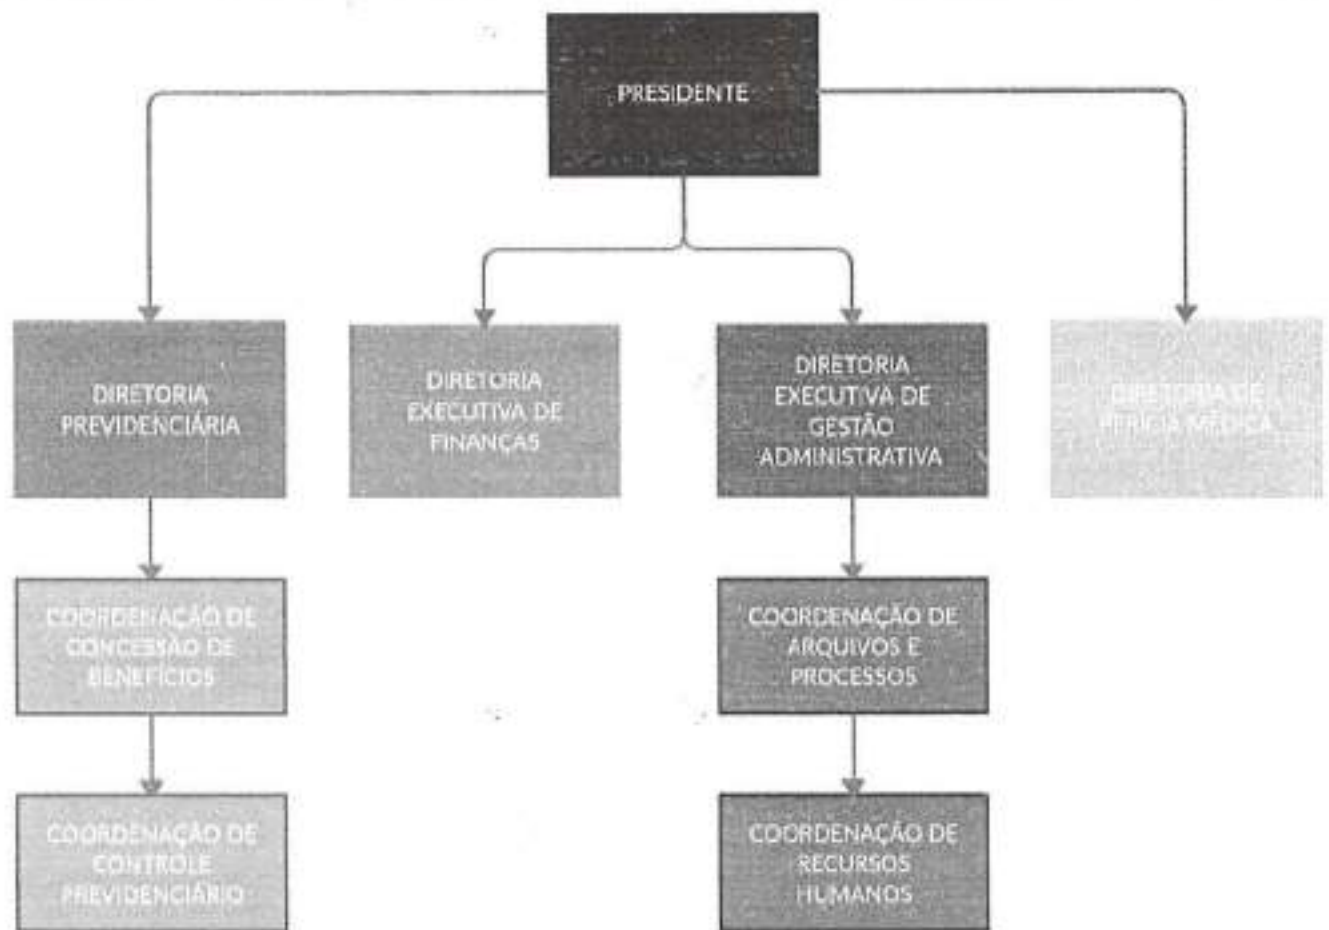 PRESIDENTE
DIRETORIA
PREVIDENCIÁRIA
DIRETORIA
EXECUTIVA DE
FINANÇAS
DIRETORIA
EXECUTIVA DE
GESTÃO
ADMINISTRATIVA
DIRETORIA DE
PERÍCIA MÉDICA
COORDENAÇÃO DE
CONCESSÃO DE
BENEFÍCIOS
COORDENAÇÃO DE
ARQUIVOS E
PROCESSOS
COORDENAÇÃO DE
CONTROLE
PREVIDENCIÁRIO
COORDENAÇÃO DE
RECURSOS
HUMANOS